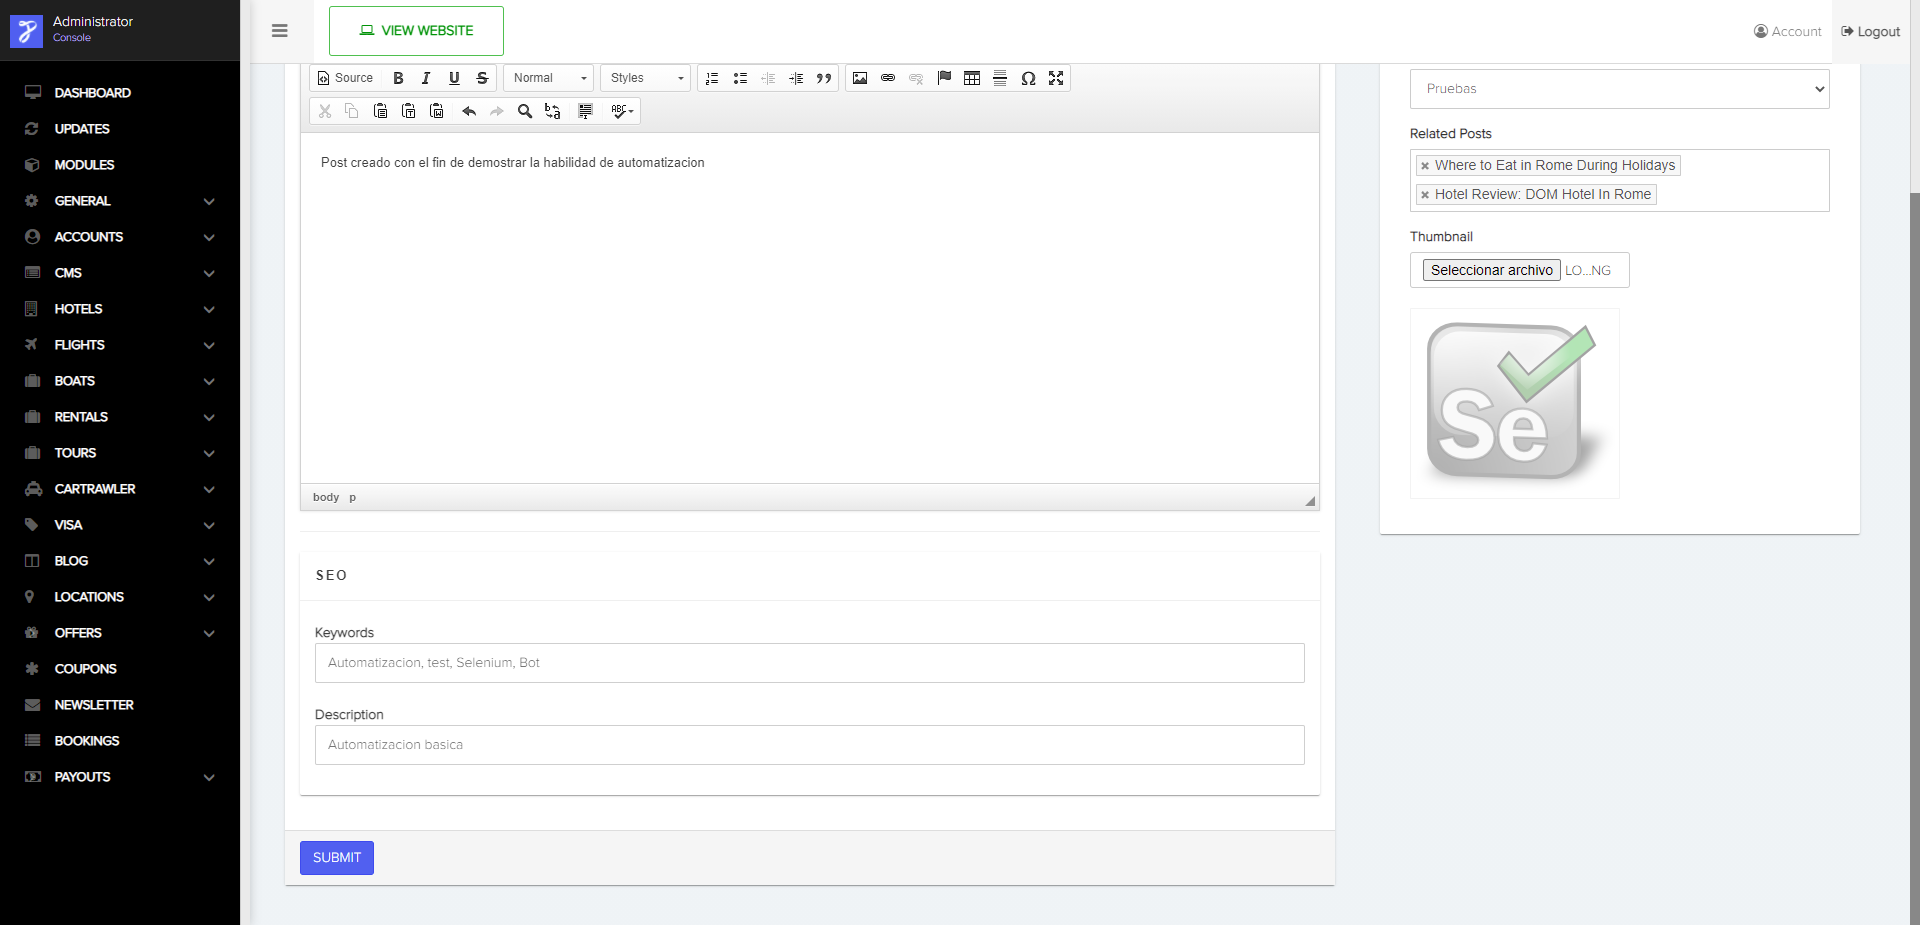 Administrator
Console
VIEW WEBSITE
Account
Logout
DASHBOARD
UPDATES
MODULES
GENERAL
ACCOUNTS
CMS
HOTELS
FLIGHTS
BOATS
RENTALS
TOURS
CARTRAWLER
VISA
BLOG
LOCATIONS
OFFERS
COUPONS
NEWSLETTER
BOOKINGS
PAYOUTS
Source B I U S Normal Styles
ABC
Post creado con el fin de demostrar la habilidad de automatizacion
body p
SEO
Keywords
Automatizacion, test, Selenium, Bot
Description
Automatizacion basica
SUBMIT
Pruebas
Related Posts
× Where to Eat in Rome During Holidays
× Hotel Review: DOM Hotel In Rome
Thumbnail
Seleccionar archivo LO...NG
Se